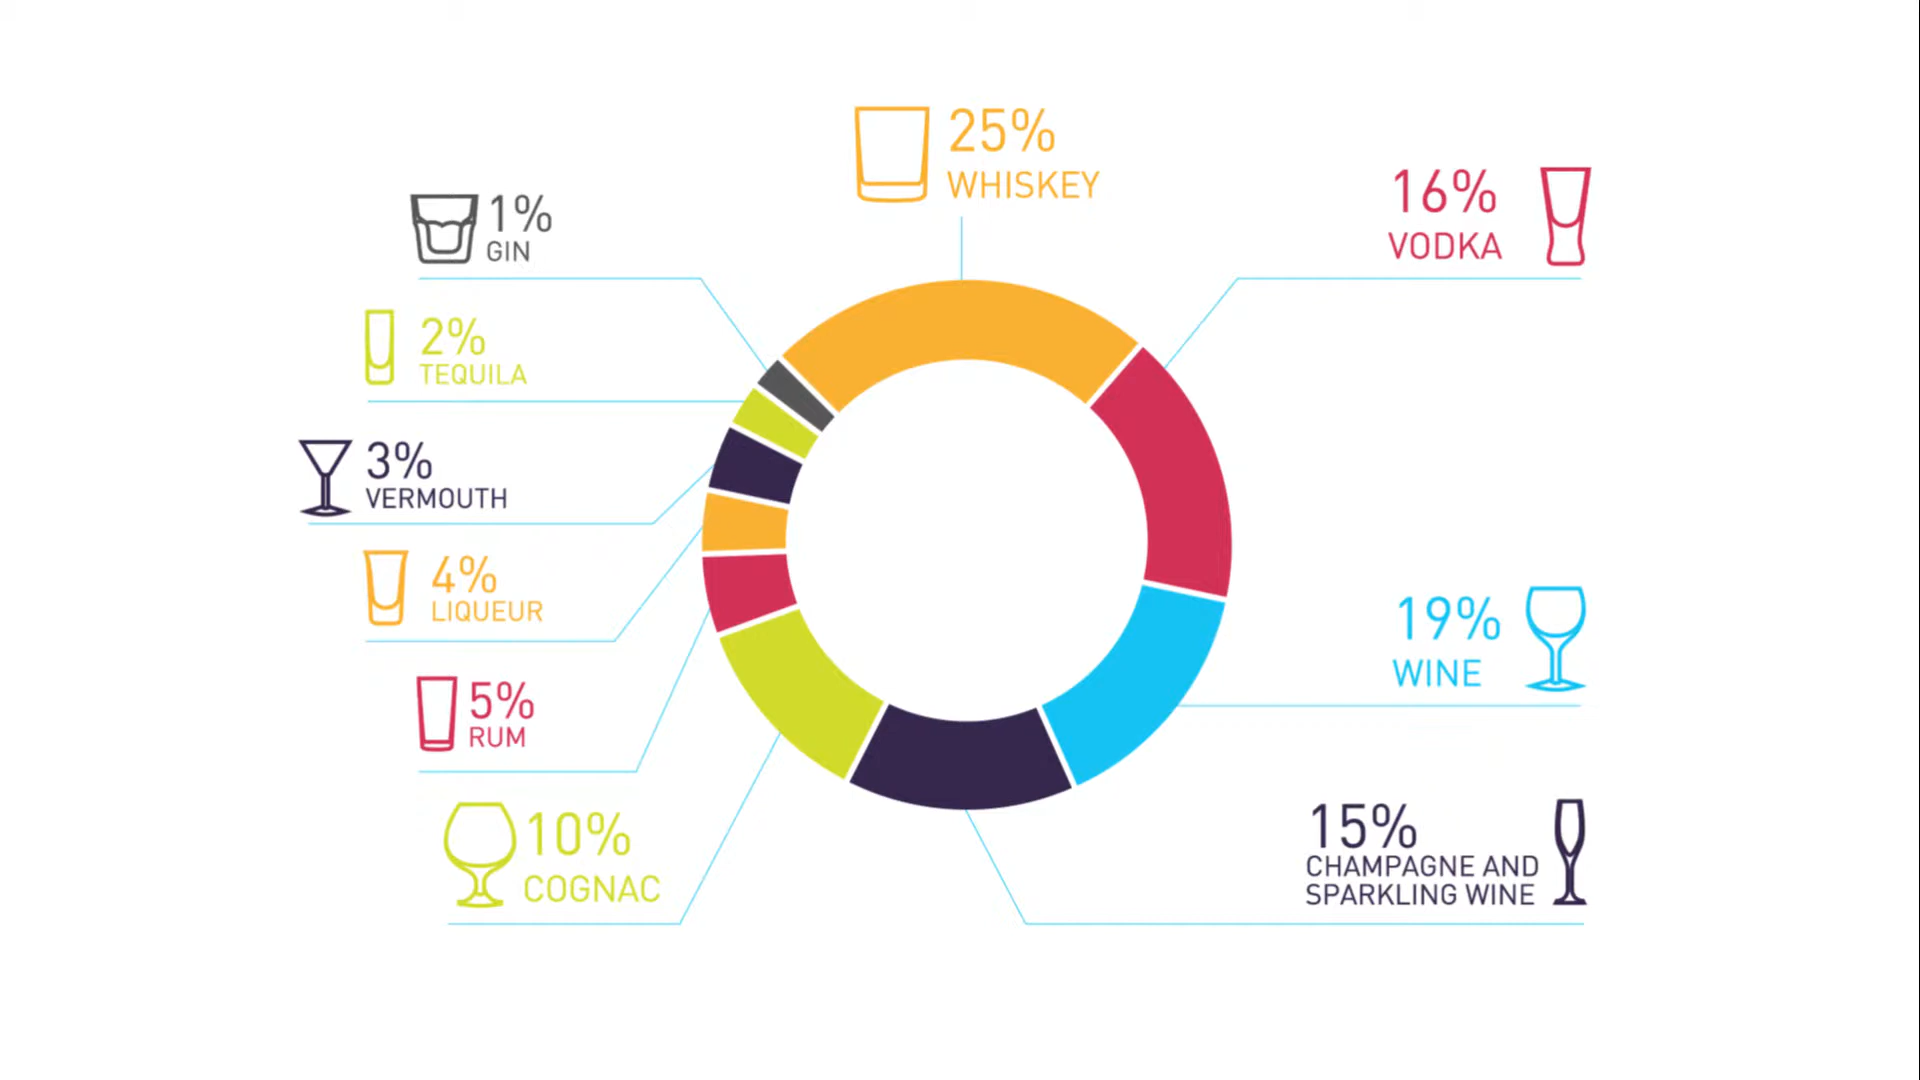 25%
WHISKEY
16%
VODKA
19%
WINE
15%
CHAMPAGNE AND
SPARKLING WINE
10%
COGNAC
5%
RUM
4%
LIQUEUR
3%
VERMOUTH
2%
TEQUILA
1%
GIN